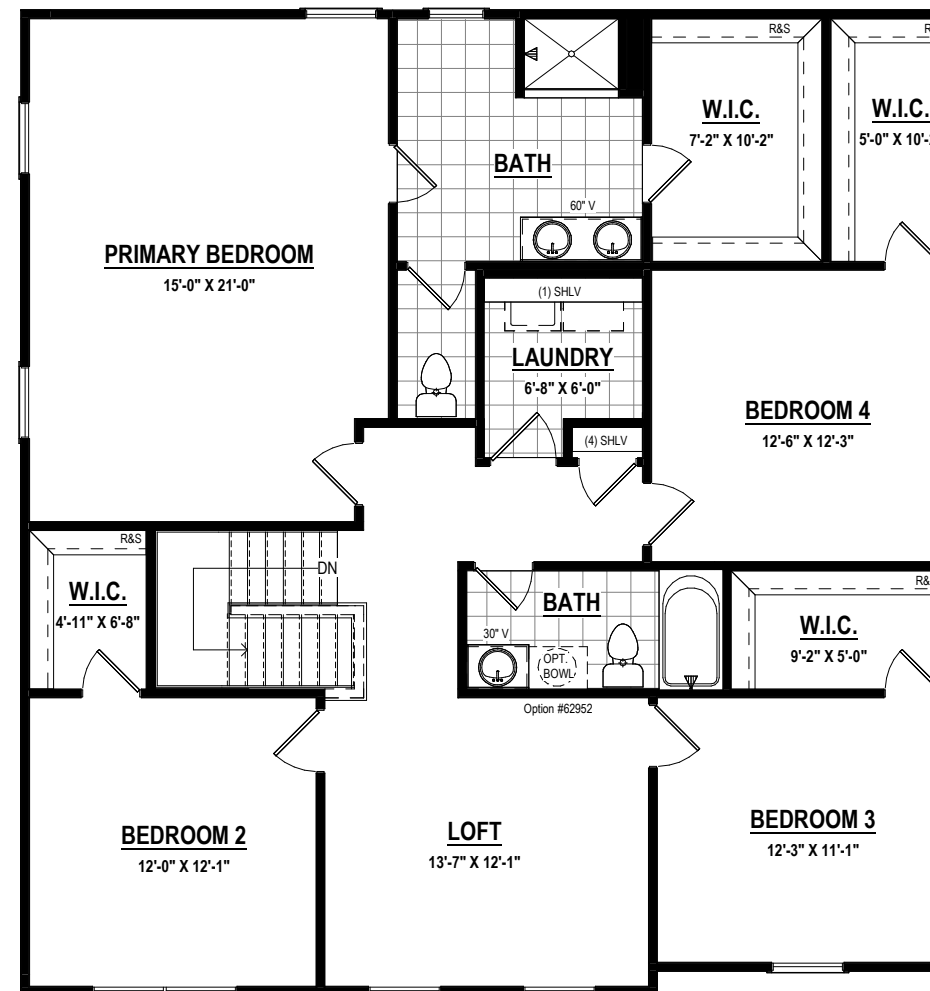 R&S
R
W.I.C.
7'-2" X 10'-2"
W.I.C.
5'-0" X 10'-
BATH
60" V
PRIMARY BEDROOM
15'-0" X 21'-0"
(1) SHLV
LAUNDRY
6'-8" X 6'-0"
BEDROOM 4
12'-6" X 12'-3"
(4) SHLV
R&S
W.I.C.
4'-11" X 6'-8"
DN
BATH
30" V
OPT.
BOWL
R&
W.I.C.
9'-2" X 5'-0"
Option #62952
BEDROOM 2
12'-0" X 12'-1"
LOFT
13'-7" X 12'-1"
BEDROOM 3
12'-3" X 11'-1"